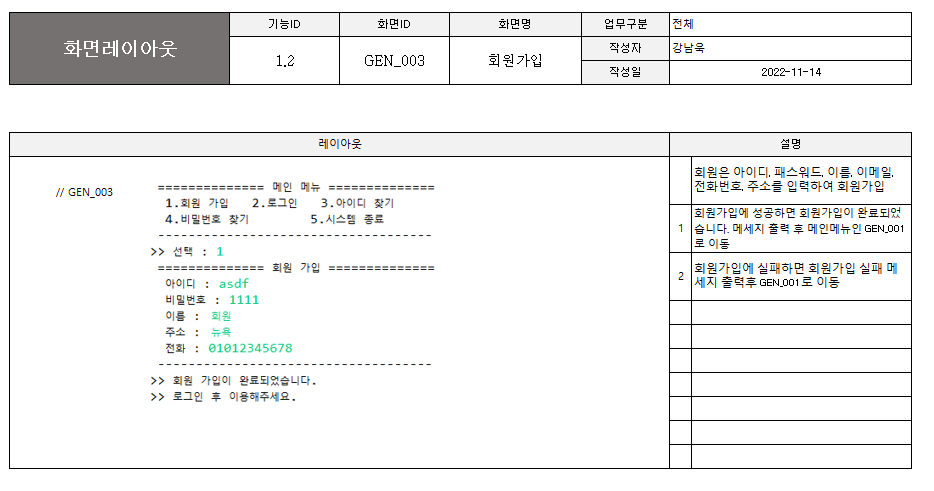 화면레이아웃
기능ID
화면ID
화면명
업무구분
전체
1.2
GEN_003
회원가입
작성자
강남욱
작성일
2022-11-14
레이아웃
설명
// GEN_003
============== 메인 메뉴 ==============
1.회원 가입 2.로그인 3.아이디 찾기
4.비밀번호 찾기 5.시스템 종료
------------------------------------
>> 선택 : 1
============== 회원 가입 ==============
아이디 : asdf
비밀번호 : 1111
이름 : 회원
주소 : 뉴욕
전화 : 01012345678
------------------------------------
>> 회원 가입이 완료되었습니다.
>> 로그인 후 이용해주세요.
회원은 아이디, 패스워드, 이름, 이메일,
전화번호, 주소를 입력하여 회원가입
1
회원가입에 성공하면 회원가입이 완료되었
습니다. 메세지 출력 후 메인메뉴인 GEN_001
로 이동
2
회원가입에 실패하면 회원가입 실패 메
세지 출력후 GEN_001로 이동